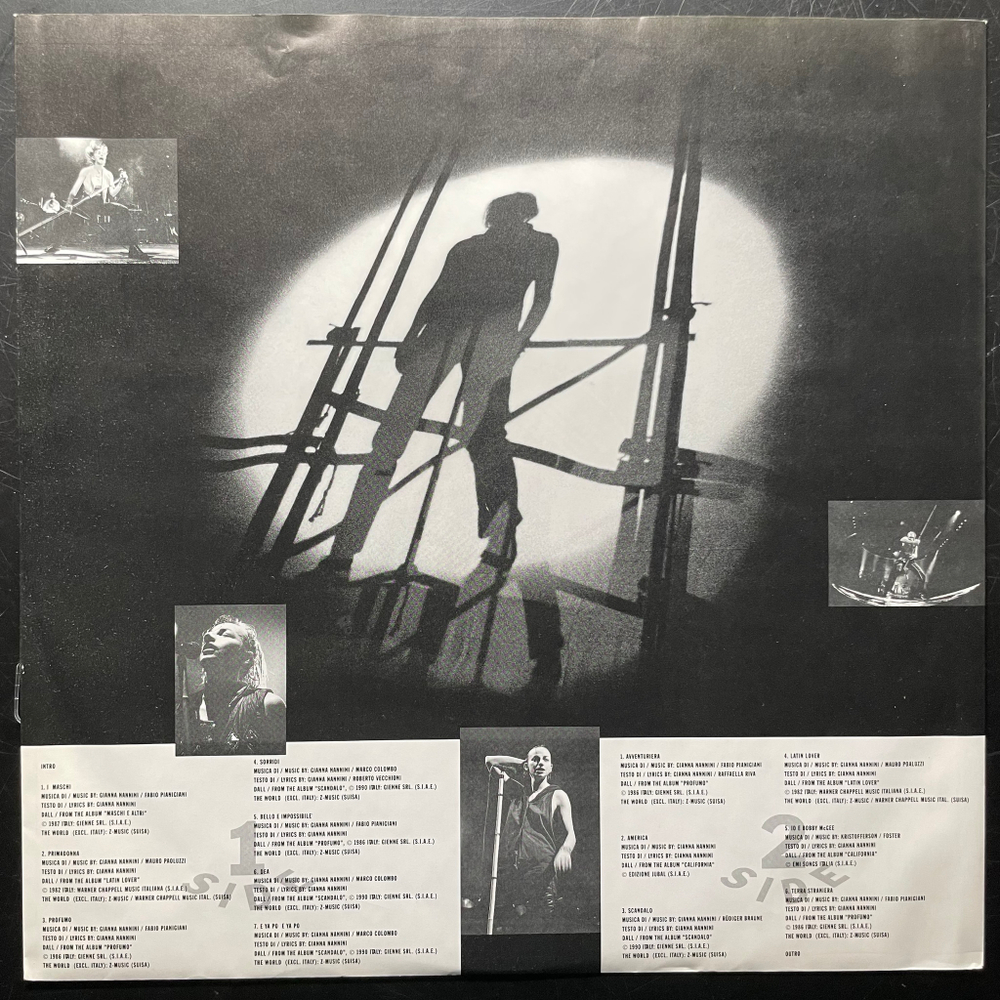 INTRO
1. I MASCHI
MUSICA DI / MUSIC BY: GIANNA NANNINI / FABIO PIANIGIANI
TESTO DI / LYRICS BY: GIANNA NANNINI
DALL / FROM THE ALBUM "MASCHI E ALTRI"
© 1987 ITALY: GIENNE SRL. (S.I.A.E.)
THE WORLD (EXCL. ITALY): Z-MUSIC (SUISA)
2. PRIMADONNA
MUSICA DI / MUSIC BY: GIANNA NANNINI / MAURO PAOLUZZI
TESTO DI / LYRICS BY: GIANNA NANNINI
DALL / FROM THE ALBUM "LATIN LOVER"
© 1982 ITALY: WARNER CHAPPELL MUSIC ITALIANA (S.I.A.E.)
THE WORLD (EXCL. ITALY): Z-MUSIC / WARNER CHAPPELL MUSIC ITAL. (SUISA)
3. PROFUMO
MUSICA DI / MUSIC BY: GIANNA NANNINI / FABIO PIANIGIANI
TESTO DI / LYRICS BY: GIANNA NANNINI
DALL / FROM THE ALBUM "PROFUMO"
© 1986 ITALY: GIENNE SRL. (S.I.A.E.)
THE WORLD (EXCL. ITALY): Z-MUSIC (SUISA)
4. SORRIDI
MUSICA DI / MUSIC BY: GIANNA NANNINI / MARCO COLOMBO
TESTO DI / LYRICS BY: GIANNA NANNINI / ROBERTO VECCHIONI
DALL / FROM THE ALBUM "SCANDALO", © 1990 ITALY: GIENNE SRL. (S.I.A.E.)
THE WORLD (EXCL. ITALY): Z-MUSIC (SUISA)
5. BELLO E IMPOSSIBILE
MUSICA DI / MUSIC BY: GIANNA NANNINI / FABIO PIANIGIANI
TESTO DI / LYRICS BY: GIANNA NANNINI
DALL / FROM THE ALBUM "PROFUMO", © 1986 ITALY: GIENNE SRL. (S.I.A.E.)
THE WORLD (EXCL. ITALY): Z-MUSIC (SUISA)
6. DEA
MUSICA DI / MUSIC BY: GIANNA NANNINI / MARCO COLOMBO
TESTO DI / LYRICS BY: GIANNA NANNINI
DALL / FROM THE ALBUM "SCANDALO", © 1990 ITALY: GIENNE SRL. (S.I.A.E.)
THE WORLD (EXCL. ITALY): Z-MUSIC (SUISA)
7. E YA PO E YA PO
MUSICA DI / MUSIC BY: GIANNA NANNINI / MARCO COLOMBO
TESTO DI / LYRICS BY: GIANNA NANNINI
DALL / FROM THE ALBUM "SCANDALO", © 1990 ITALY: GIENNE SRL. (S.I.A.E.)
THE WORLD (EXCL. ITALY): Z-MUSIC (SUISA)
1
SIDE
1. AVVENTURIERA
MUSICA DI / MUSIC BY: GIANNA NANNINI / FABIO PIANIGIANI
TESTO DI / LYRICS BY: GIANNA NANNINI / RAFFAELLA RIVA
DALL / FROM THE ALBUM "PROFUMO"
© 1986 ITALY: GIENNE SRL. (S.I.A.E.)
THE WORLD (EXCL. ITALY): Z-MUSIC (SUISA)
2. AMERICA
MUSICA DI / MUSIC BY: GIANNA NANNINI
TESTO DI / LYRICS BY: GIANNA NANNINI
DALL / FROM THE ALBUM "CALIFORNIA"
© EDIZIONE JUBAL (S.I.A.E.)
3. SCANDALO
MUSICA DI / MUSIC BY: GIANNA NANNINI / RÜDIGER BRAUNE
TESTO DI / LYRICS BY: GIANNA NANNINI
DALL / FROM THE ALBUM "SCANDALO"
© 1990 ITALY: GIENNE SRL. (S.I.A.E.)
THE WORLD (EXCL. ITALY): Z-MUSIC (SUISA)
4. LATIN LOVER
MUSICA DI / MUSIC BY: GIANNA NANNINI / MAURO POALUZZI
TESTO DI / LYRICS BY: GIANNA NANNINI
DALL / FROM THE ALBUM "LATIN LOVER"
© 1982 ITALY: WARNER CHAPPELL MUSIC ITALIANA (S.I.A.E.)
THE WORLD (EXCL. ITALY): Z-MUSIC / WARNER CHAPPELL MUSIC ITAL. (SUISA)
5. IO E BOBBY McGEE
MUSICA DI / MUSIC BY: KRISTOFFERSON / FOSTER
DALL / FROM THE ALBUM "CALIFORNIA"
© EMI SONGS ITALIA (S.I.A.E.)
6. TERRA STRANIERA
MUSICA DI / MUSIC BY: GIANNA NANNINI / FABIO PIANIGIANI
TESTO DI / LYRICS BY: GIANNA NANNINI
DALL / FROM THE ALBUM "PROFUMO"
© 1986 ITALY: GIENNE SRL. (S.I.A.E.)
THE WORLD (EXCL. ITALY): Z-MUSIC (SUISA)
OUTRO
2
SIDE